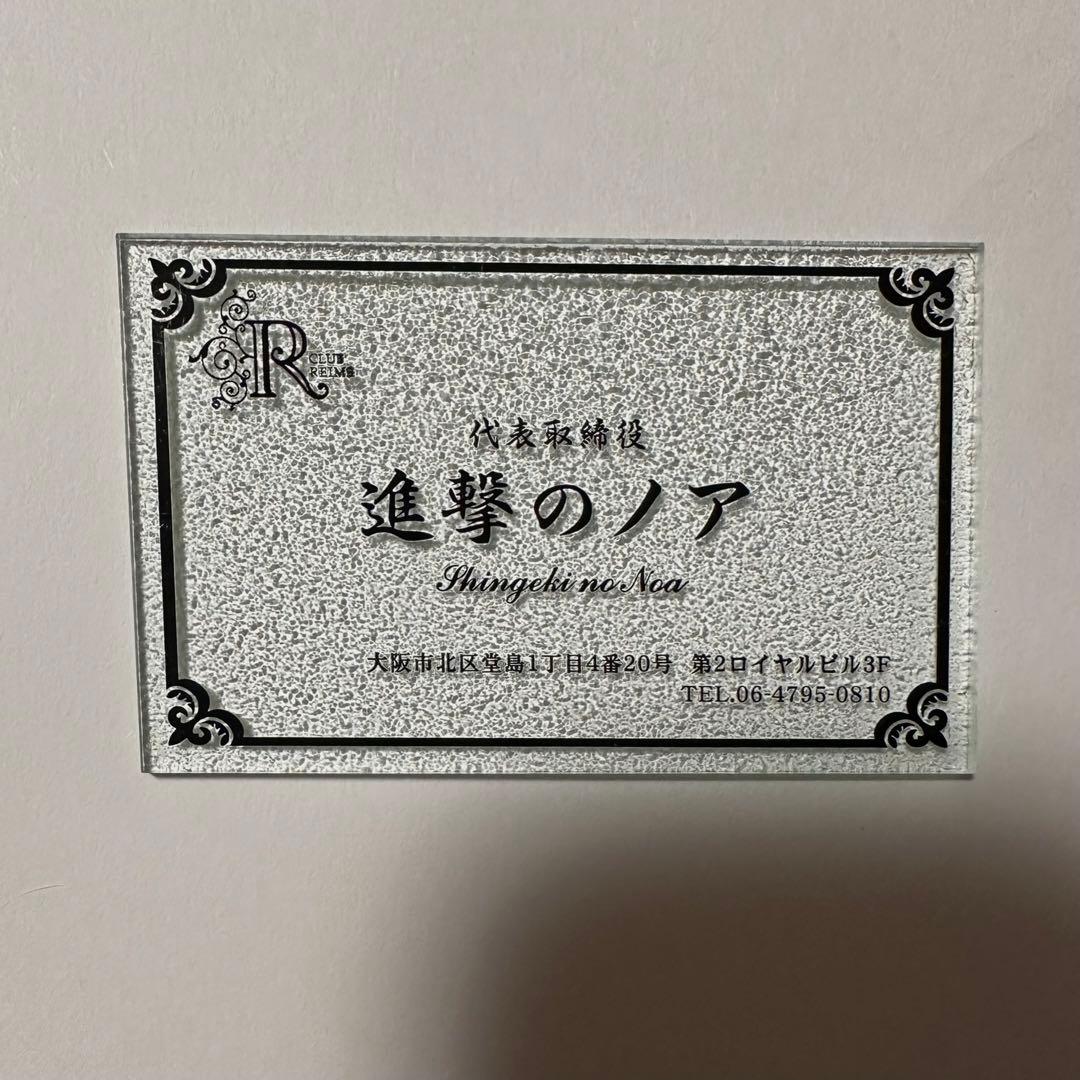 R
CLUB
REIMS
代表取締役
進撃のノア
Shingeki no Noa
大阪市北区堂島1丁目4番20号 第2ロイヤルビル3F
TEL.06-4795-0810